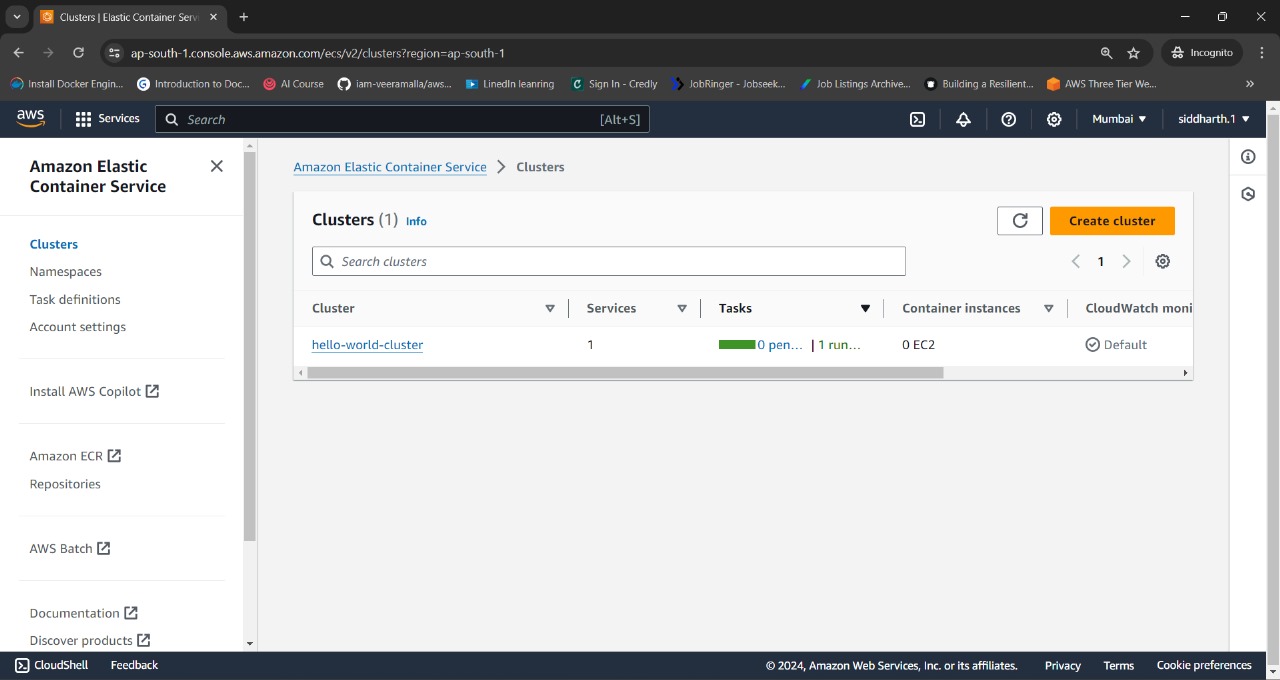 Clusters | Elastic Container Serv
ap-south-1.console.aws.amazon.com/ecs/v2/clusters?region=ap-south-1
Incognito
Install Docker Engin...
Introduction to Doc...
AI Course
iam-veeramalla/aws...
LinedIn leanring
Sign In - Credly
JobRinger - Jobseek...
Job Listings Archive...
Building a Resilient...
AWS Three Tier We...
»
aws
Services
Search
[Alt+S]
Mumbai
siddharth.1
Amazon Elastic
Container Service
Clusters
Namespaces
Task definitions
Account settings
Install AWS Copilot
Amazon ECR
Repositories
AWS Batch
Documentation
Discover products
Amazon Elastic Container Service > Clusters
Clusters (1) Info
Create cluster
Search clusters
1
Cluster Services Tasks Container instances CloudWatch moni
hello-world-cluster 1 0 pen... | 1 run... 0 EC2 Default
CloudShell Feedback © 2024, Amazon Web Services, Inc. or its affiliates. Privacy Terms Cookie preferences